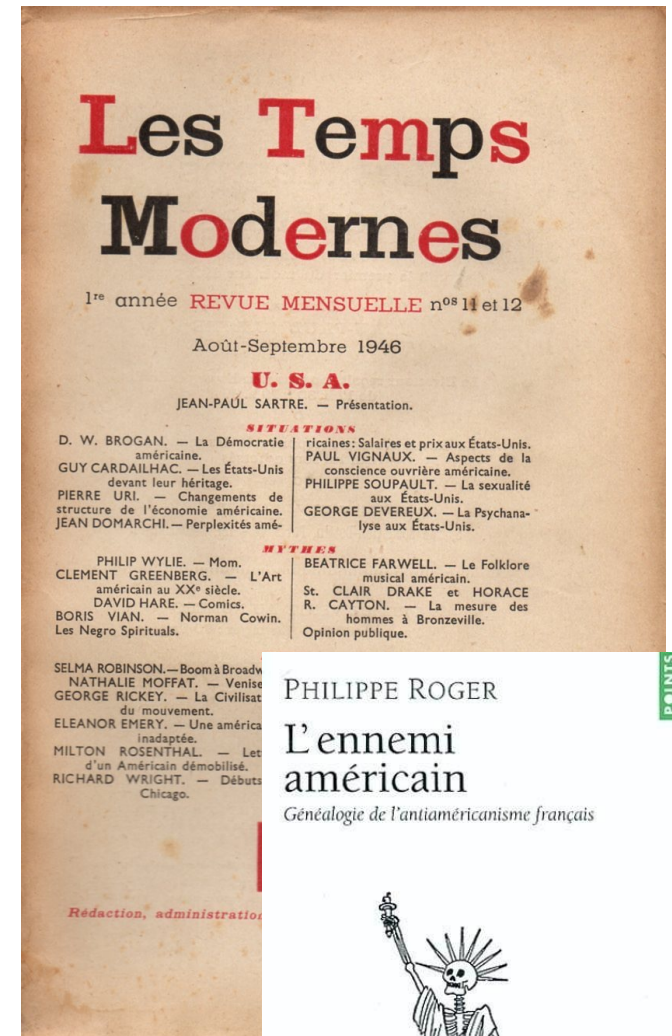 Les Temps
Modernes
1re année REVUE MENSUELLE nos 11 et 12
Août-Septembre 1946
U. S. A.
JEAN-PAUL SARTRE. — Présentation.
SITUATIONS
D. W. BROGAN. — La Démocratie
américaine.
GUY CARDAILHAC. — Les États-Unis
devant leur héritage.
PIERRE URI. — Changements de
structure de l'économie américaine.
JEAN DOMARCHI. — Perplexités amé-
ricaines: Salaires et prix aux États-Unis.
PAUL VIGNAUX. — Aspects de la
conscience ouvrière américaine.
PHILIPPE SOUPAULT. — La sexualité
aux États-Unis.
GEORGE DEVEREUX. — La Psychana-
lyse aux États-Unis.
MYTHES
PHILIP WYLIE. — Mom.
CLEMENT GREENBERG. — L'Art
américain au XXe siècle.
DAVID HARE. — Comics.
BORIS VIAN. — Norman Cowin.
Les Negro Spirituals.
BEATRICE FARWELL. — Le Folklore
musical américain.
St. CLAIR DRAKE et HORACE
R. CAYTON. — La mesure des
hommes à Bronzeville.
Opinion publique.
SELMA ROBINSON. — Boom à Broadw
NATHALIE MOFFAT. — Venise
GEORGE RICKEY. — La Civilisat
du mouvement.
ELEANOR EMERY. — Une américa
inadaptée.
MILTON ROSENTHAL. — Let
d'un Américain démobilisé.
RICHARD WRIGHT. — Débuts
Chicago.
Rédaction, administratio
POINTS
PHILIPPE ROGER
L'ennemi
américain
Généalogie de l'antiaméricanisme français